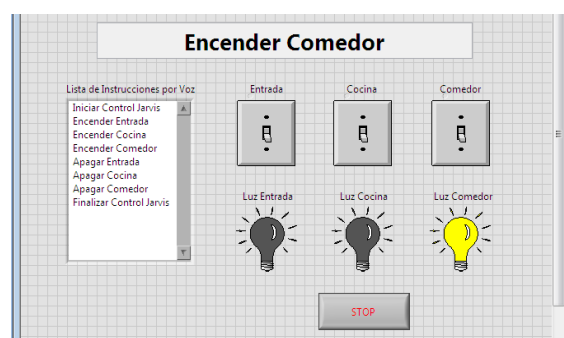 Encender Comedor
Lista de Instrucciones por Voz
Iniciar Control Jarvis
Encender Entrada
Encender Cocina
Encender Comedor
Apagar Entrada
Apagar Cocina
Apagar Comedor
Finalizar Control Jarvis
Entrada
Cocina
Comedor
Luz Entrada
Luz Cocina
Luz Comedor
STOP